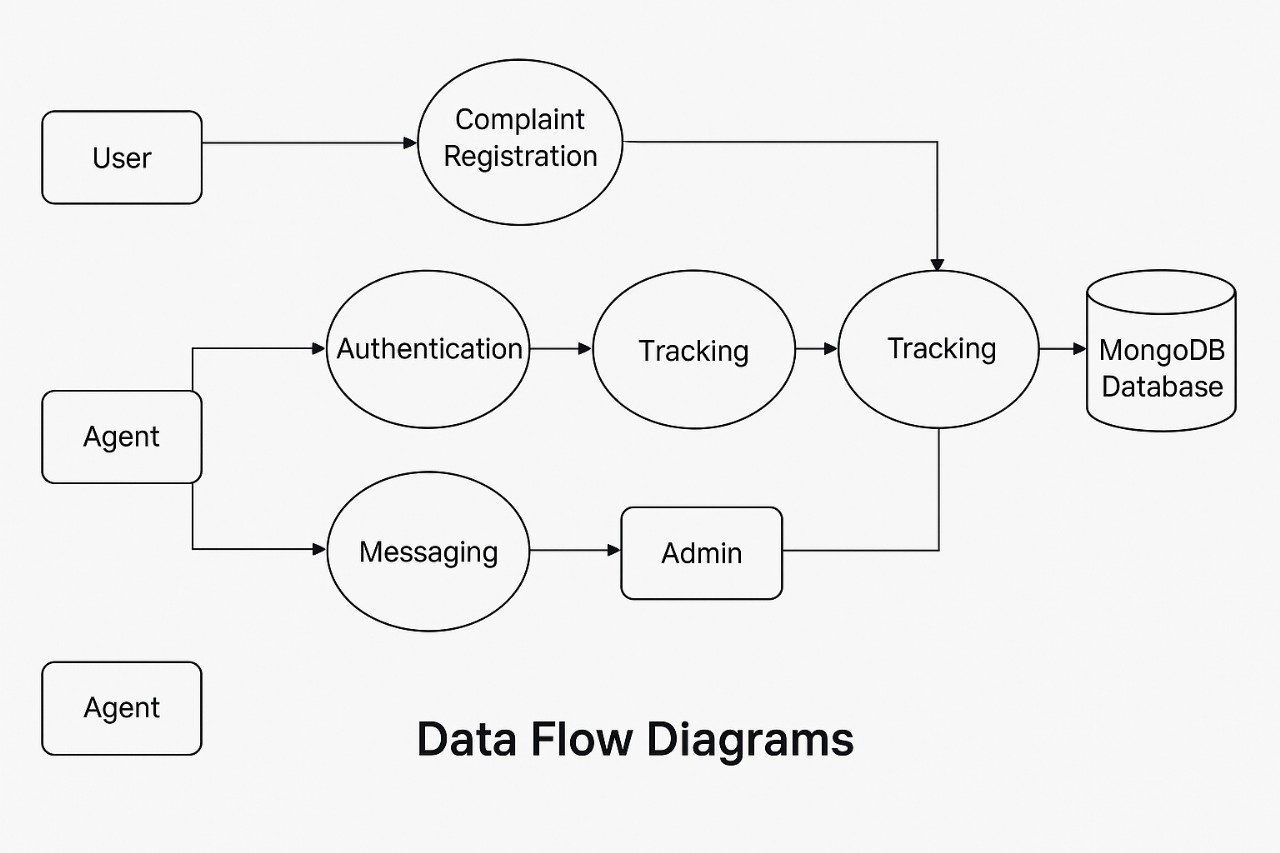 User
Complaint
Registration
Authentication
Tracking
Tracking
MongoDB
Database
Agent
Messaging
Admin
Agent
Data Flow Diagrams